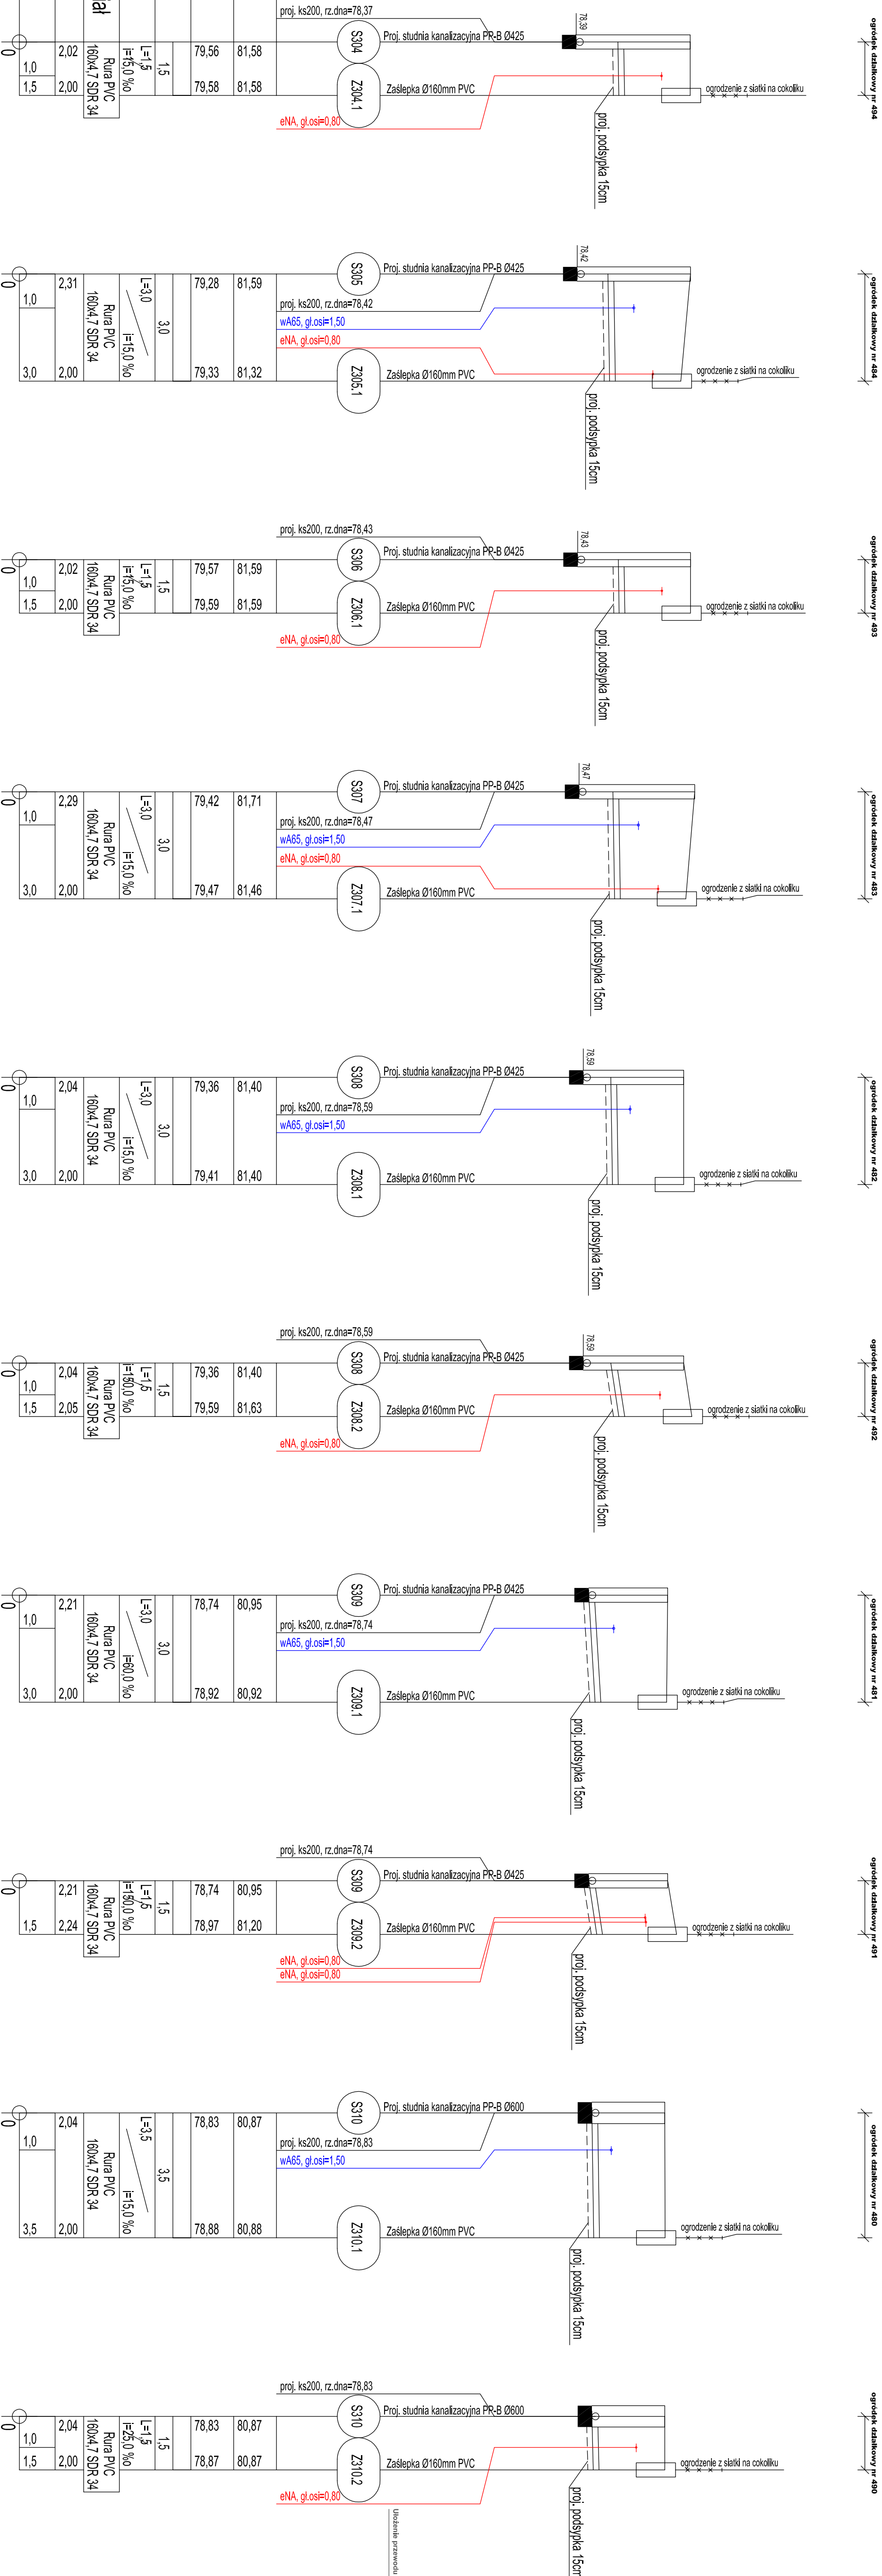 ogródek działkowy nr 494
78,39
proj. ks200, rz.dna=78,37
Proj. studnia kanalizacyjna PP-B Ø425
S304
Z304.1
Zaślepka Ø160mm PVC
eNA, gł.osi=0,80
ogrodzenie z siatki na cokoliku
proj. podsypka 15cm
81,58
81,58
79,56
79,58
1,5
L=1,5
i=15,0 %o
Rura PVC
160x4,7 SDR 34
2,02
2,00
1,0
1,5
0
ał
ogródek działkowy nr 484
78,42
Proj. studnia kanalizacyjna PP-B Ø425
S305
proj. ks200, rz.dna=78,42
wA65, gł.osi=1,50
eNA, gł.osi=0,80
Z305.1
Zaślepka Ø160mm PVC
ogrodzenie z siatki na cokoliku
proj. podsypka 15cm
81,59
81,32
79,28
79,33
3,0
L=3,0
i=15,0 %o
Rura PVC
160x4,7 SDR 34
2,31
2,00
1,0
3,0
0
ogródek działkowy nr 493
78,43
proj. ks200, rz.dna=78,43
Proj. studnia kanalizacyjna PP-B Ø425
S306
Z306.1
Zaślepka Ø160mm PVC
eNA, gł.osi=0,80
ogrodzenie z siatki na cokoliku
proj. podsypka 15cm
81,59
81,59
79,57
79,59
1,5
L=1,5
i=15,0 %o
Rura PVC
160x4,7 SDR 34
2,02
2,00
1,0
1,5
0
ogródek działkowy nr 483
78,47
Proj. studnia kanalizacyjna PP-B Ø425
S307
proj. ks200, rz.dna=78,47
wA65, gł.osi=1,50
eNA, gł.osi=0,80
Z307.1
Zaślepka Ø160mm PVC
ogrodzenie z siatki na cokoliku
proj. podsypka 15cm
81,71
81,46
79,42
79,47
3,0
L=3,0
i=15,0 %o
Rura PVC
160x4,7 SDR 34
2,29
2,00
1,0
3,0
0
ogródek działkowy nr 482
78,59
Proj. studnia kanalizacyjna PP-B Ø425
S308
proj. ks200, rz.dna=78,59
wA65, gł.osi=1,50
Z308.1
Zaślepka Ø160mm PVC
ogrodzenie z siatki na cokoliku
proj. podsypka 15cm
81,40
81,40
79,36
79,41
3,0
L=3,0
i=15,0 %o
Rura PVC
160x4,7 SDR 34
2,04
2,00
1,0
3,0
0
ogródek działkowy nr 492
78,59
proj. ks200, rz.dna=78,59
Proj. studnia kanalizacyjna PP-B Ø425
S308
Z308.2
Zaślepka Ø160mm PVC
eNA, gł.osi=0,80
ogrodzenie z siatki na cokoliku
proj. podsypka 15cm
81,40
81,63
79,36
79,59
1,5
L=1,5
i=150,0 %o
Rura PVC
160x4,7 SDR 34
2,04
2,05
1,0
1,5
0
ogródek działkowy nr 481
Proj. studnia kanalizacyjna PP-B Ø425
S309
proj. ks200, rz.dna=78,74
wA65, gł.osi=1,50
Z309.1
Zaślepka Ø160mm PVC
ogrodzenie z siatki na cokoliku
proj. podsypka 15cm
80,95
80,92
78,74
78,92
3,0
L=3,0
i=60,0 %o
Rura PVC
160x4,7 SDR 34
2,21
2,00
1,0
3,0
0
ogródek działkowy nr 491
proj. ks200, rz.dna=78,74
Proj. studnia kanalizacyjna PP-B Ø425
S309
Z309.2
Zaślepka Ø160mm PVC
eNA, gł.osi=0,80
eNA, gł.osi=0,80
ogrodzenie z siatki na cokoliku
proj. podsypka 15cm
80,95
81,20
78,74
78,97
1,5
L=1,5
i=150,0 %o
Rura PVC
160x4,7 SDR 34
2,21
2,24
1,5
0
ogródek działkowy nr 480
Proj. studnia kanalizacyjna PP-B Ø600
S310
proj. ks200, rz.dna=78,83
wA65, gł.osi=1,50
Z310.1
Zaślepka Ø160mm PVC
ogrodzenie z siatki na cokoliku
proj. podsypka 15cm
80,87
80,88
78,83
78,88
3,5
L=3,5
i=15,0 %o
Rura PVC
160x4,7 SDR 34
2,04
2,00
1,0
3,5
0
ogródek działkowy nr 490
proj. ks200, rz.dna=78,83
Proj. studnia kanalizacyjna PP-B Ø600
S310
Z310.2
Zaślepka Ø160mm PVC
eNA, gł.osi=0,80
ogrodzenie z siatki na cokoliku
proj. podsypka 15cm
80,87
80,87
78,83
78,87
1,5
L=1,5
i=25,0 %o
Rura PVC
160x4,7 SDR 34
2,04
2,00
1,0
1,5
0
Ułożenie przewodu